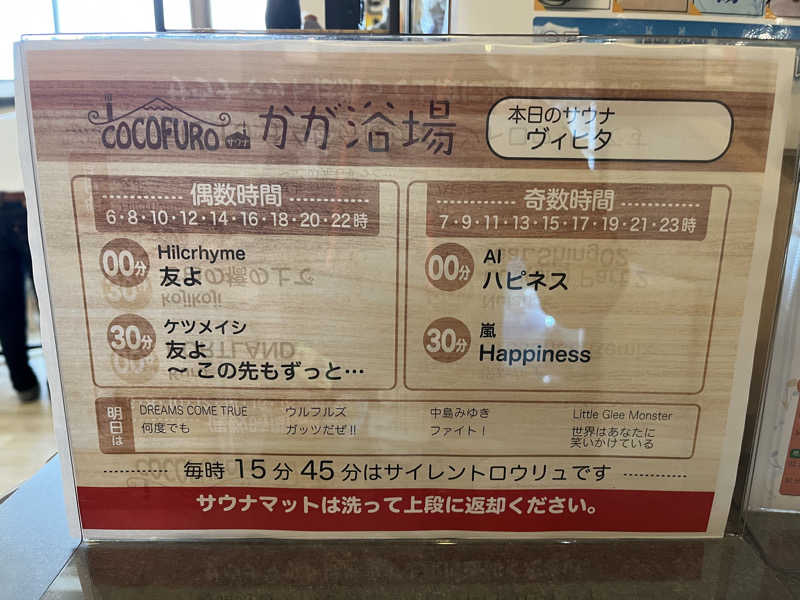 COCOFURO サウナ かが浴場
本日のサウナ
ヴィヒタ
偶数時間
6・8・10・12・14・16・18・20・22時
00分
Hilcrhyme
友よ
30分
ケツメイシ
友よ
～ この先もずっと…
奇数時間
7・9・11・13・15・17・19・21・23時
00分
AI
ハピネス
30分
嵐
Happiness
明日は
DREAMS COME TRUE
何度でも
ウルフルズ
ガッツだぜ!!
中島みゆき
ファイト！
Little Glee Monster
世界はあなたに
笑いかけている
毎時 15分 45分はサイレントロウリュです
サウナマットは洗って上段に返却ください。